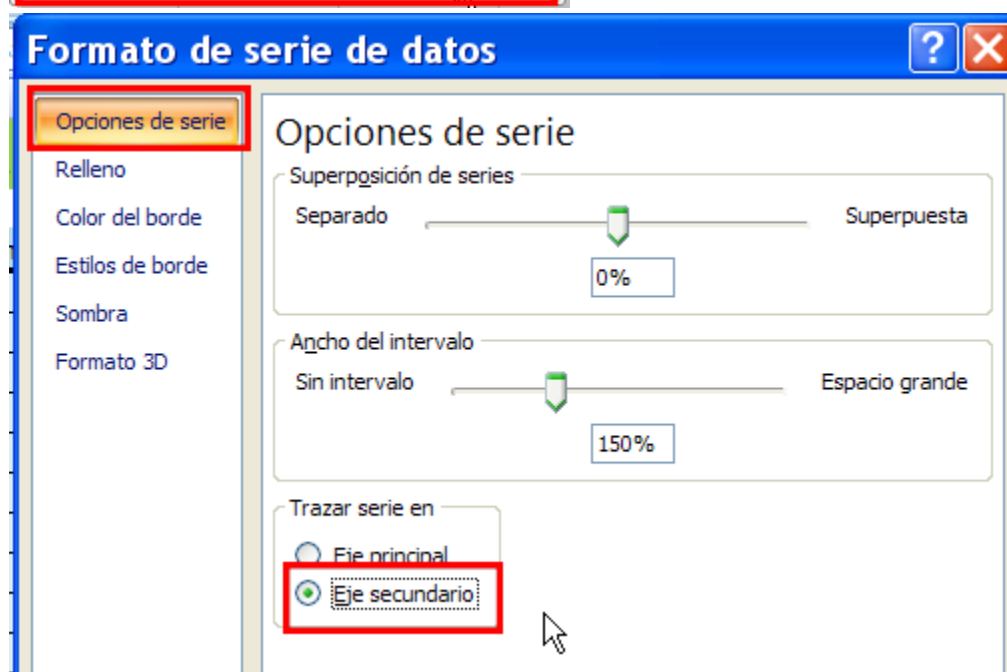 Formato de serie de datos
Opciones de serie
Relleno
Color del borde
Estilos de borde
Sombra
Formato 3D
Opciones de serie
Superposición de series
Separado Superpuesta
0%
Ancho del intervalo
Sin intervalo Espacio grande
150%
Trazar serie en
Eje principal
Eje secundario